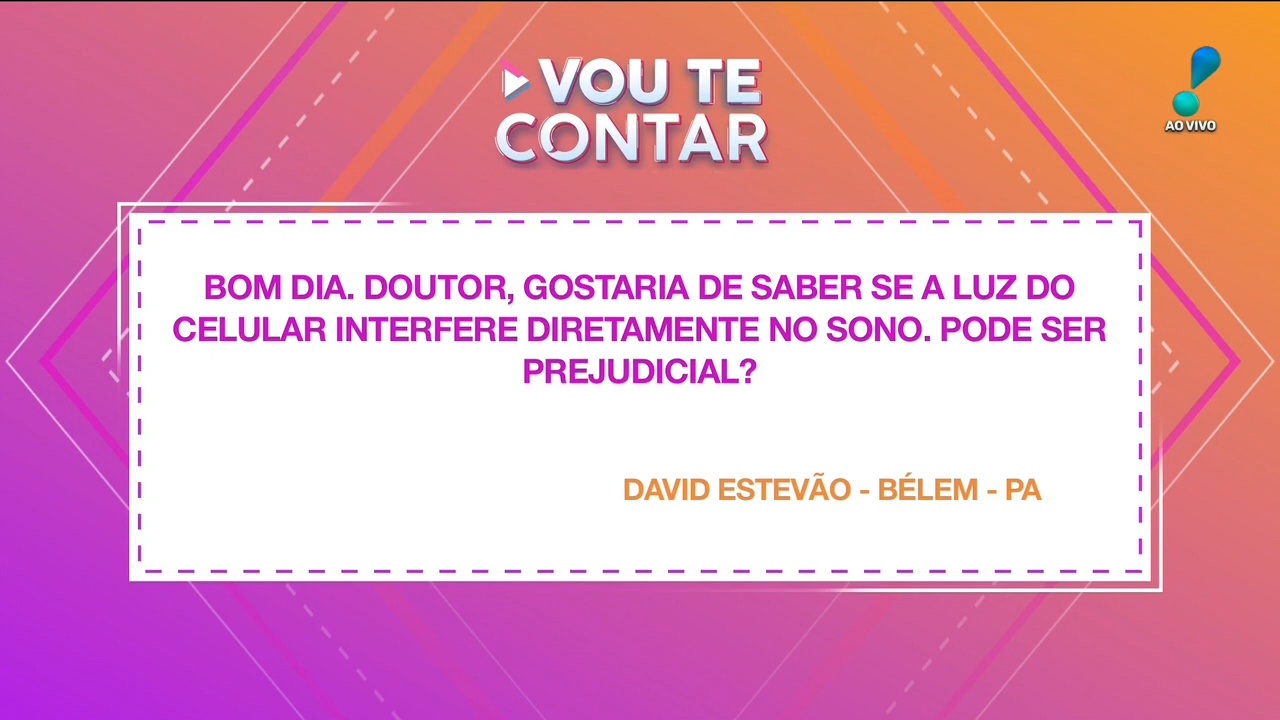 VOU TE
CONTAR
AO VIVO
BOM DIA. DOUTOR, GOSTARIA DE SABER SE A LUZ DO
CELULAR INTERFERE DIRETAMENTE NO SONO. PODE SER
PREJUDICIAL?
DAVID ESTEVÃO - BÉLEM - PA